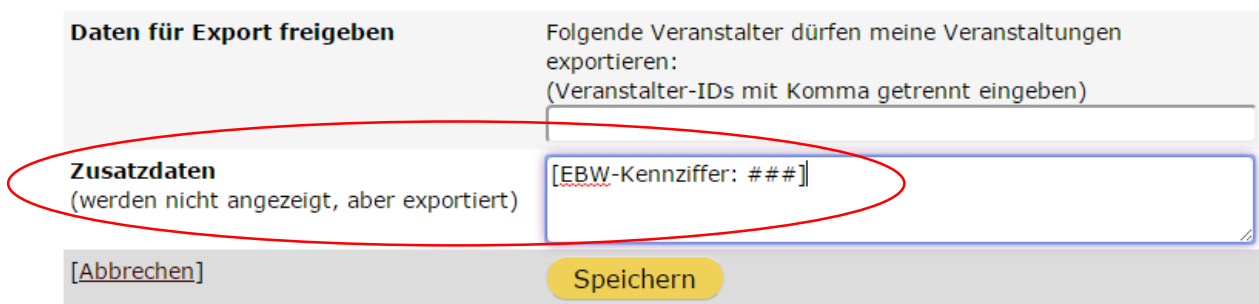 Daten für Export freigeben
Folgende Veranstalter dürfen meine Veranstaltungen
exportieren:
(Veranstalter-IDs mit Komma getrennt eingeben)
Zusatzdaten
(werden nicht angezeigt, aber exportiert)
[EBW-Kennziffer: ###]
[Abbrechen]
Speichern